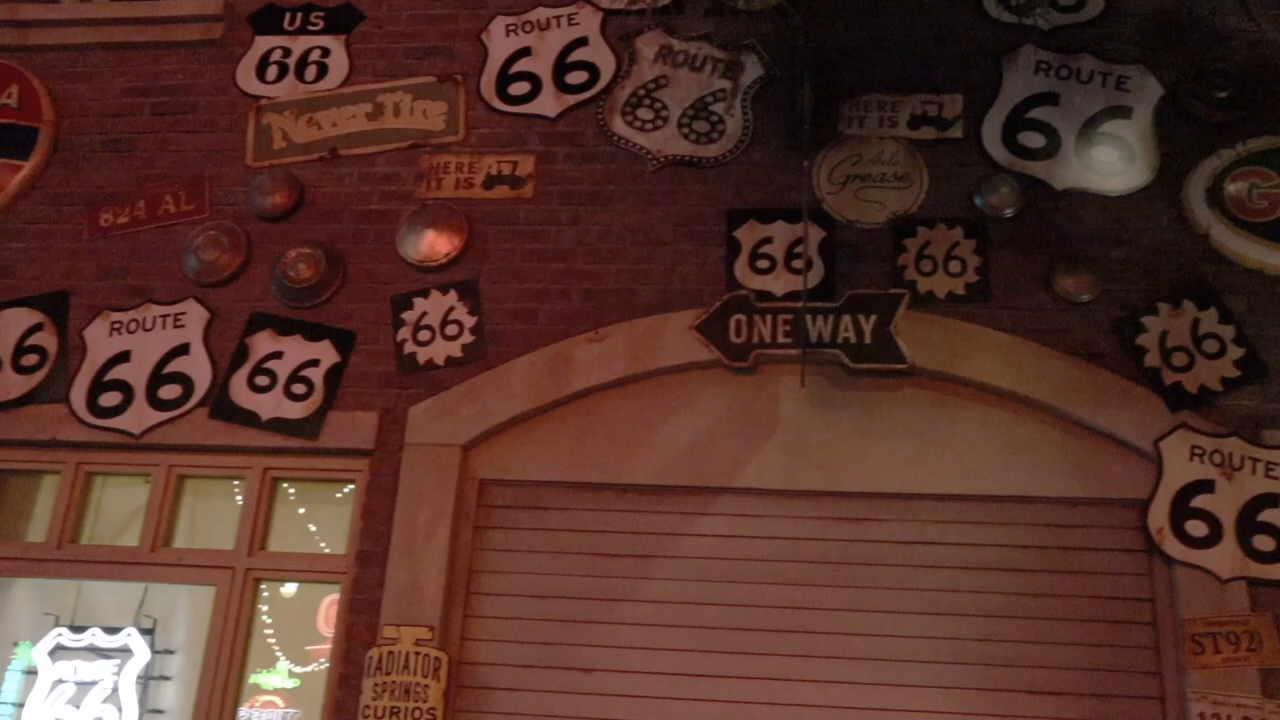 US
66
ROUTE
66
ROUTE
66
ROUTE
66
Never Tire
HERE
IT IS
HERE
IT IS
Grease
824 AL
A
G
66
66
66
ROUTE
66
66
66
ONE WAY
66
ROUTE
66
66
RADIATOR
SPRINGS
CURIOS
ST92